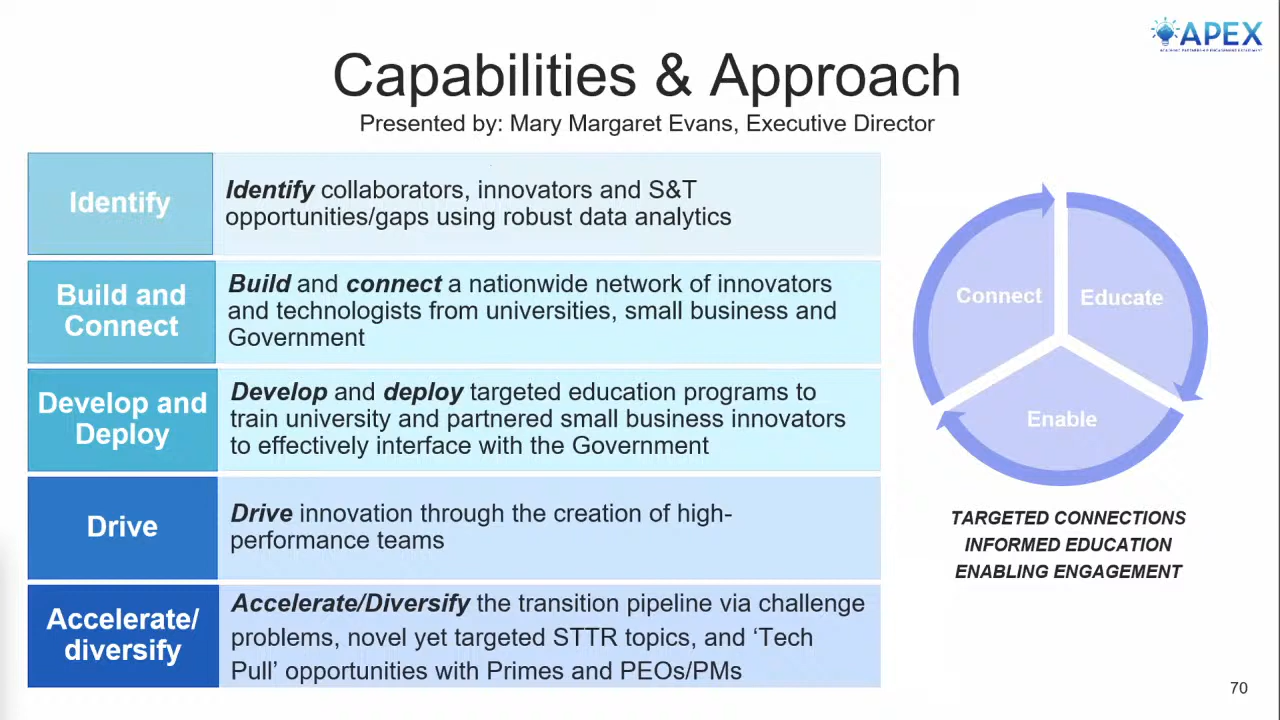 APEX
Capabilities & Approach
Presented by: Mary Margaret Evans, Executive Director
Identify
Identify collaborators, innovators and S&T
opportunities/gaps using robust data analytics
Build and
Connect
Build and connect a nationwide network of innovators
and technologists from universities, small business and
Government
Develop and
Deploy
Develop and deploy targeted education programs to
train university and partnered small business innovators
to effectively interface with the Government
Drive
Drive innovation through the creation of high-
performance teams
Accelerate/
diversify
Accelerate/Diversify the transition pipeline via challenge
problems, novel yet targeted STTR topics, and ‘Tech
Pull’ opportunities with Primes and PEOs/PMs
Connect
Educate
Enable
TARGETED CONNECTIONS
INFORMED EDUCATION
ENABLING ENGAGEMENT
70